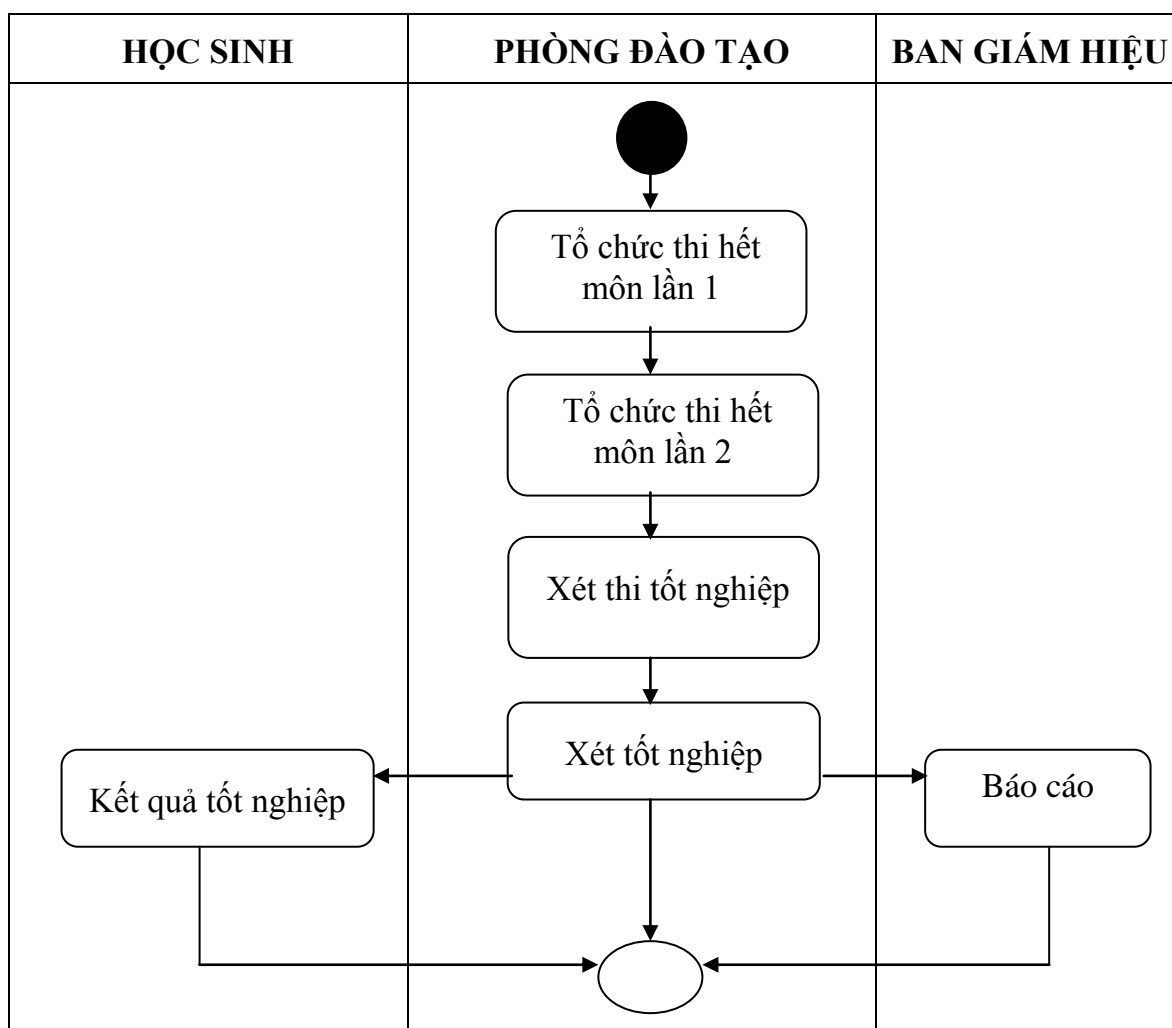 HỌC SINH
PHÒNG ĐÀO TẠO
BAN GIÁM HIỆU
Tổ chức thi hết
môn lần 1
Tổ chức thi hết
môn lần 2
Xét thi tốt nghiệp
Xét tốt nghiệp
Kết quả tốt nghiệp
Báo cáo